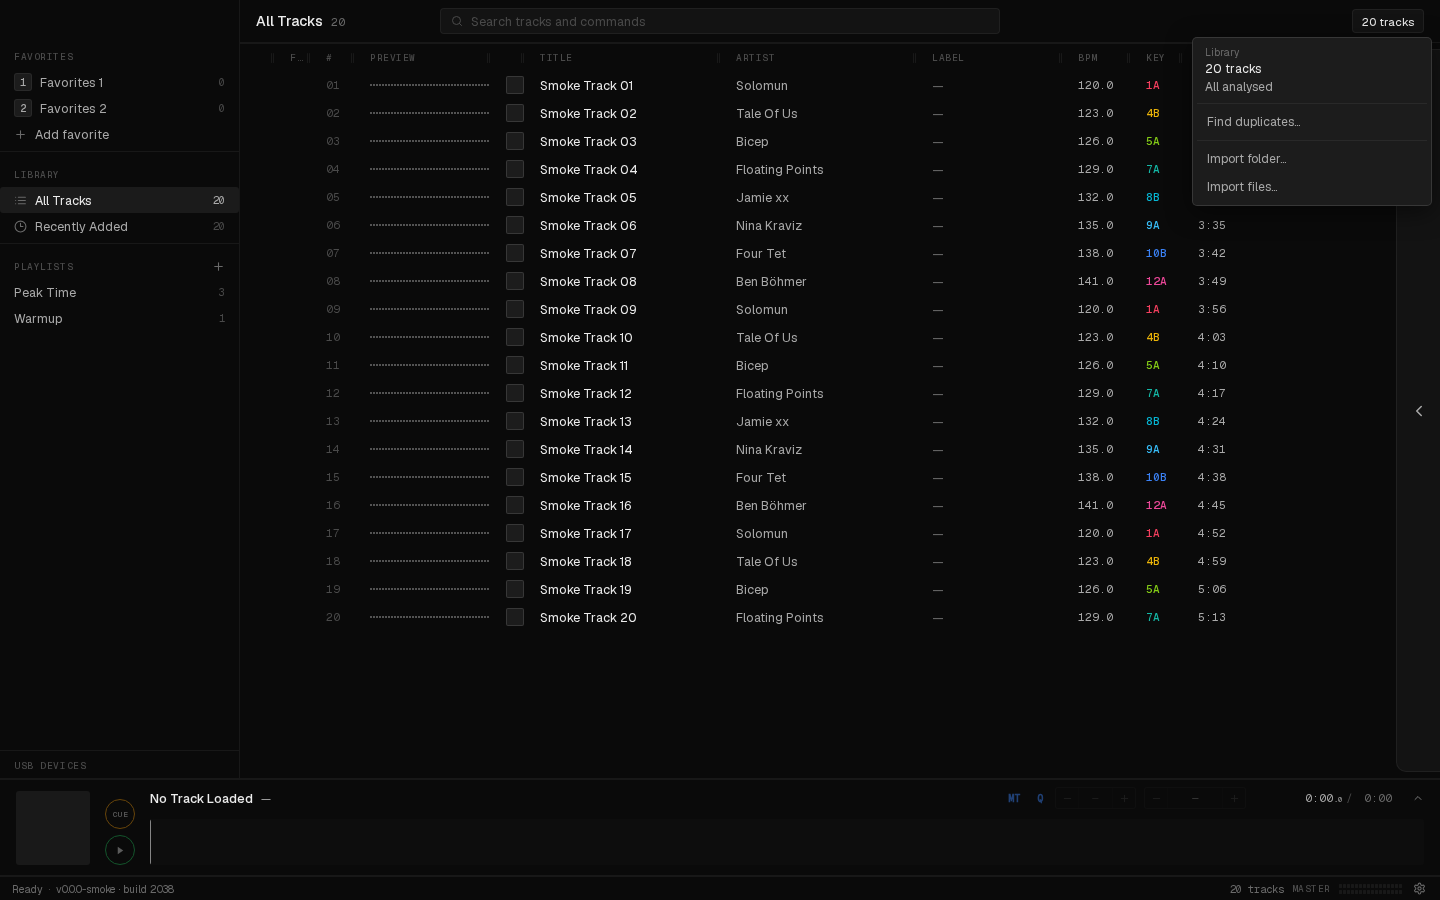 All Tracks 20
Search tracks and commands
20 tracks
FAVORITES
1 Favorites 1 0
2 Favorites 2 0
+ Add favorite
LIBRARY
All Tracks 20
Recently Added 20
PLAYLISTS +
Peak Time 3
Warmup 1
USB DEVICES
F… # PREVIEW TITLE ARTIST LABEL BPM KEY
01 Smoke Track 01 Solomun — 120.0 1A
02 Smoke Track 02 Tale Of Us — 123.0 4B
03 Smoke Track 03 Bicep — 126.0 5A
04 Smoke Track 04 Floating Points — 129.0 7A
05 Smoke Track 05 Jamie xx — 132.0 8B
06 Smoke Track 06 Nina Kraviz — 135.0 9A 3:35
07 Smoke Track 07 Four Tet — 138.0 10B 3:42
08 Smoke Track 08 Ben Böhmer — 141.0 12A 3:49
09 Smoke Track 09 Solomun — 120.0 1A 3:56
10 Smoke Track 10 Tale Of Us — 123.0 4B 4:03
11 Smoke Track 11 Bicep — 126.0 5A 4:10
12 Smoke Track 12 Floating Points — 129.0 7A 4:17
13 Smoke Track 13 Jamie xx — 132.0 8B 4:24
14 Smoke Track 14 Nina Kraviz — 135.0 9A 4:31
15 Smoke Track 15 Four Tet — 138.0 10B 4:38
16 Smoke Track 16 Ben Böhmer — 141.0 12A 4:45
17 Smoke Track 17 Solomun — 120.0 1A 4:52
18 Smoke Track 18 Tale Of Us — 123.0 4B 4:59
19 Smoke Track 19 Bicep — 126.0 5A 5:06
20 Smoke Track 20 Floating Points — 129.0 7A 5:13
Library
20 tracks
All analysed
Find duplicates…
Import folder…
Import files…
CUE
No Track Loaded —
MT Q − − + − − + 0:00.0 / 0:00
Ready · v0.0.0-smoke · build 2038
20 tracks MASTER